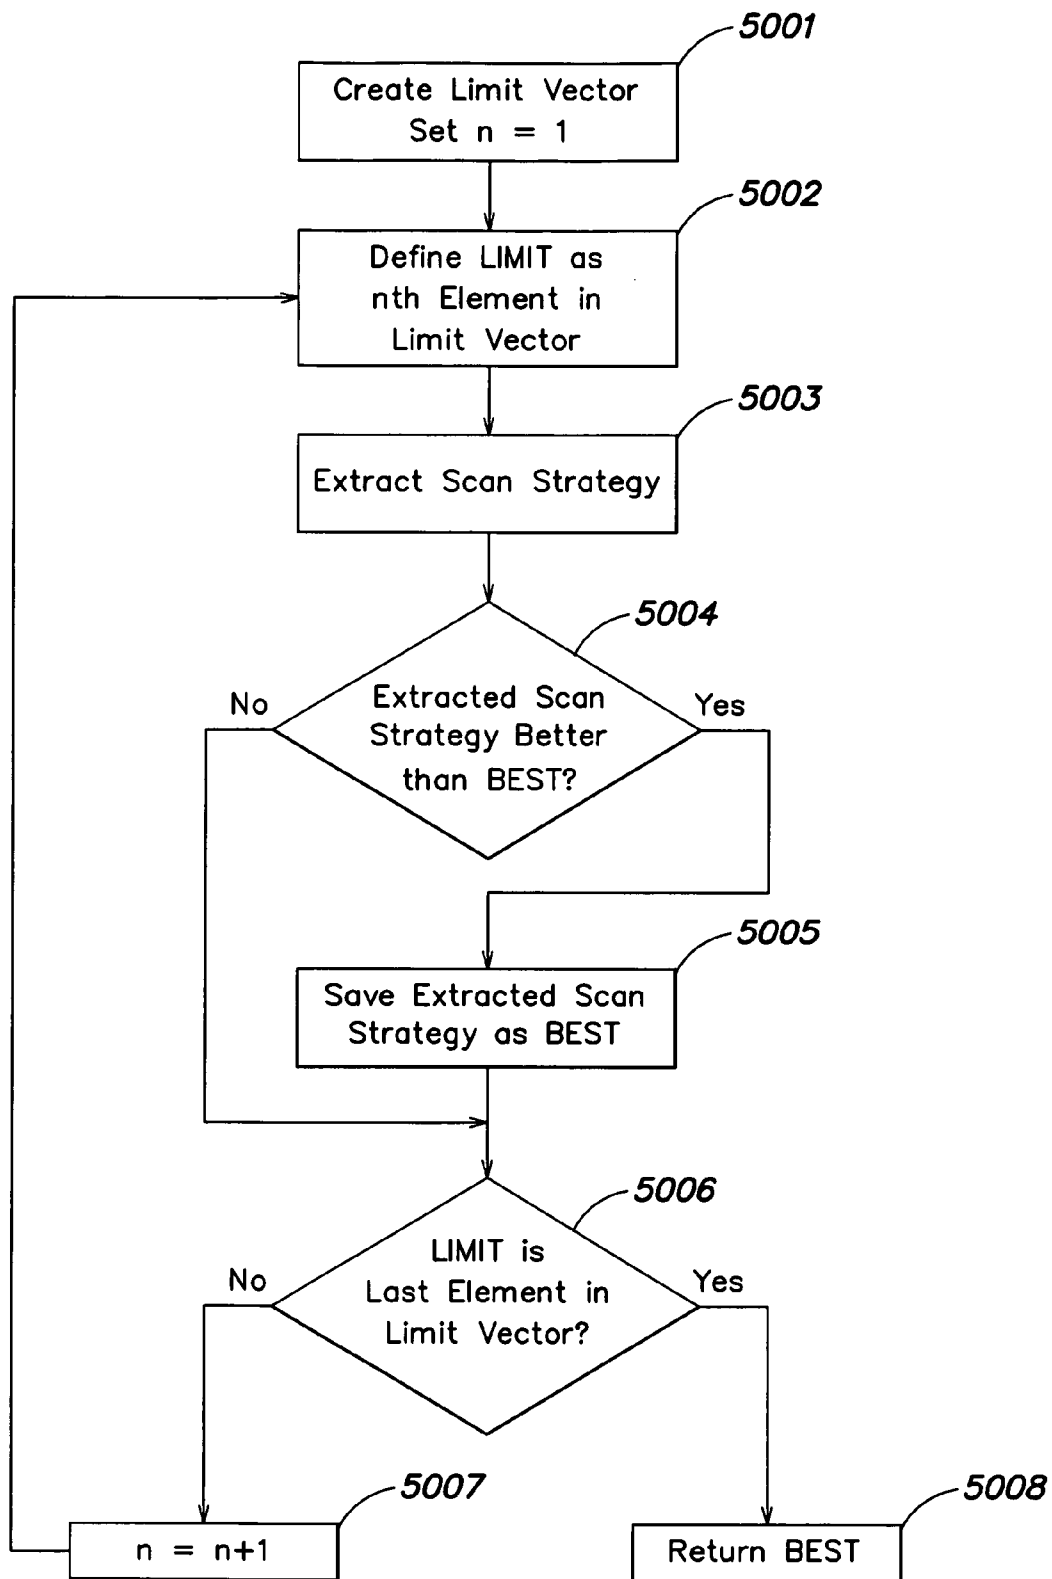 5001
Create Limit Vector
Set n = 1
5002
Define LIMIT as
nth Element in
Limit Vector
5003
Extract Scan Strategy
5004
No
Yes
Extracted Scan
Strategy Better
than BEST?
5005
Save Extracted Scan
Strategy as BEST
5006
No
Yes
LIMIT is
Last Element in
Limit Vector?
5007
n = n+1
5008
Return BEST